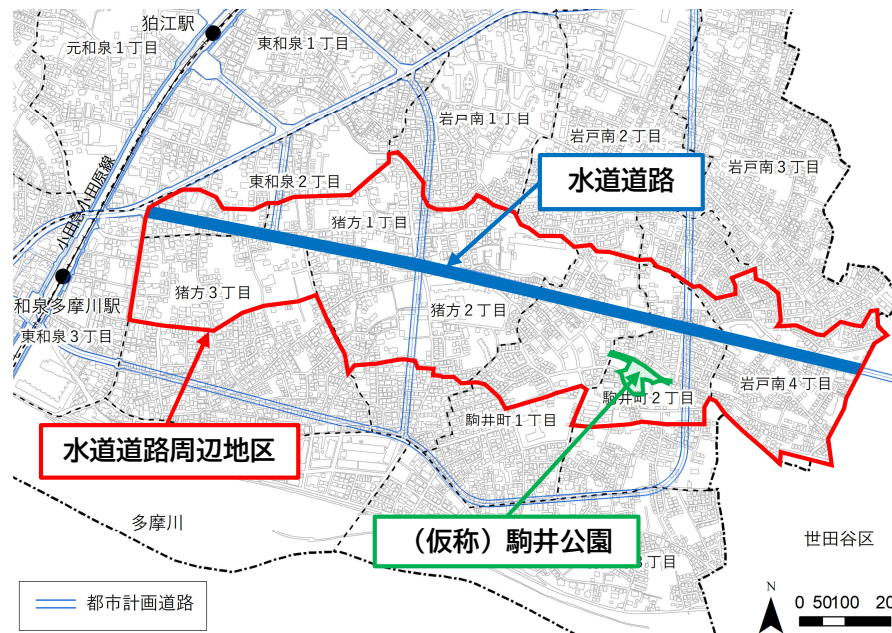 狛江駅
元和泉1丁目
東和泉1丁目
岩戸南1丁目
岩戸南2丁目
岩戸南3丁目
東和泉2丁目
水道道路
小田急小田原線
猪方1丁目
猪方3丁目
和泉多摩川駅
猪方2丁目
東和泉3丁目
岩戸南4丁目
駒井町2丁目
駒井町1丁目
水道道路周辺地区
(仮称)駒井公園
多摩川
3丁目
世田谷区
都市計画道路
N
0 50100 20